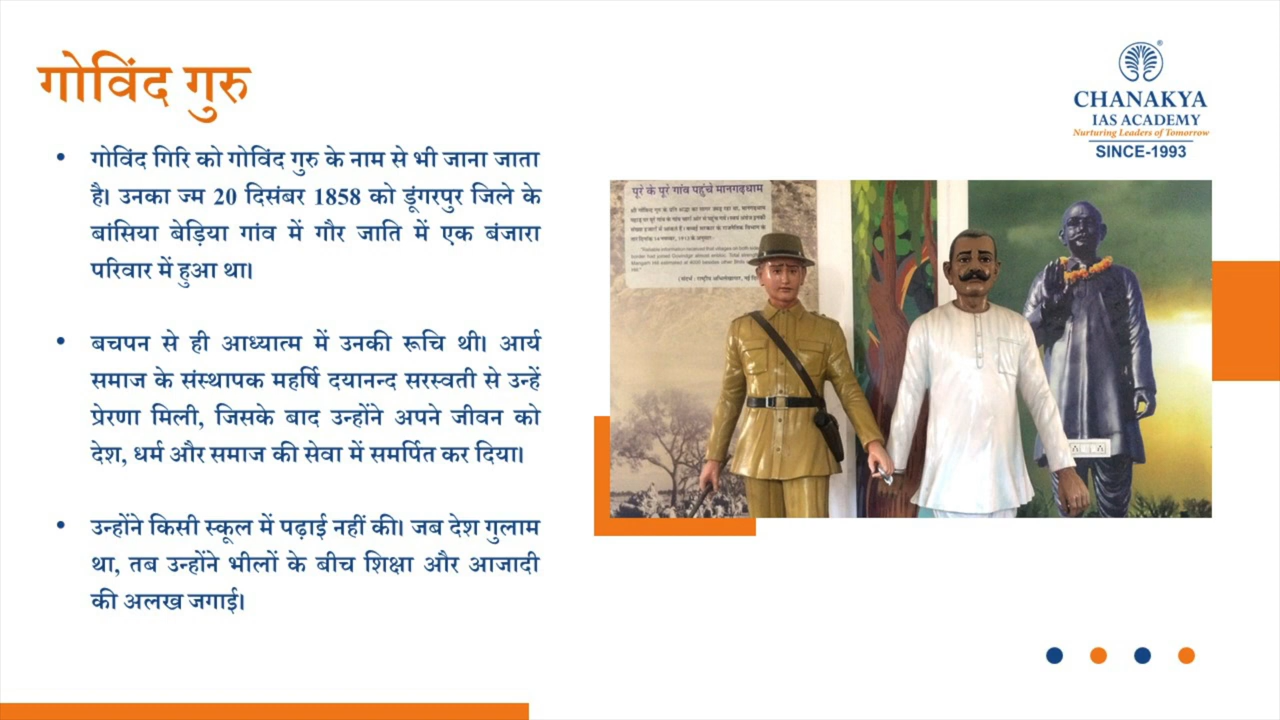 गोविंद गुरु
CHANAKYA
IAS ACADEMY
Nurturing Leaders of Tomorrow
SINCE-1993
• गोविंद गिरि को गोविंद गुरु के नाम से भी जाना जाता
है। उनका ज्म 20 दिसंबर 1858 को डूंगरपुर जिले के
बांसिया बेड़िया गांव में गौर जाति में एक बंजारा
परिवार में हुआ था।
• बचपन से ही आध्यात्म में उनकी रूचि थी। आर्य
समाज के संस्थापक महर्षि दयानन्द सरस्वती से उन्हें
प्रेरणा मिली, जिसके बाद उन्होंने अपने जीवन को
देश, धर्म और समाज की सेवा में समर्पित कर दिया।
• उन्होंने किसी स्कूल में पढ़ाई नहीं की। जब देश गुलाम
था, तब उन्होंने भीलों के बीच शिक्षा और आजादी
की अलख जगाई।
पूरे के पूरे गांव पहुंचे मानगढ़धाम